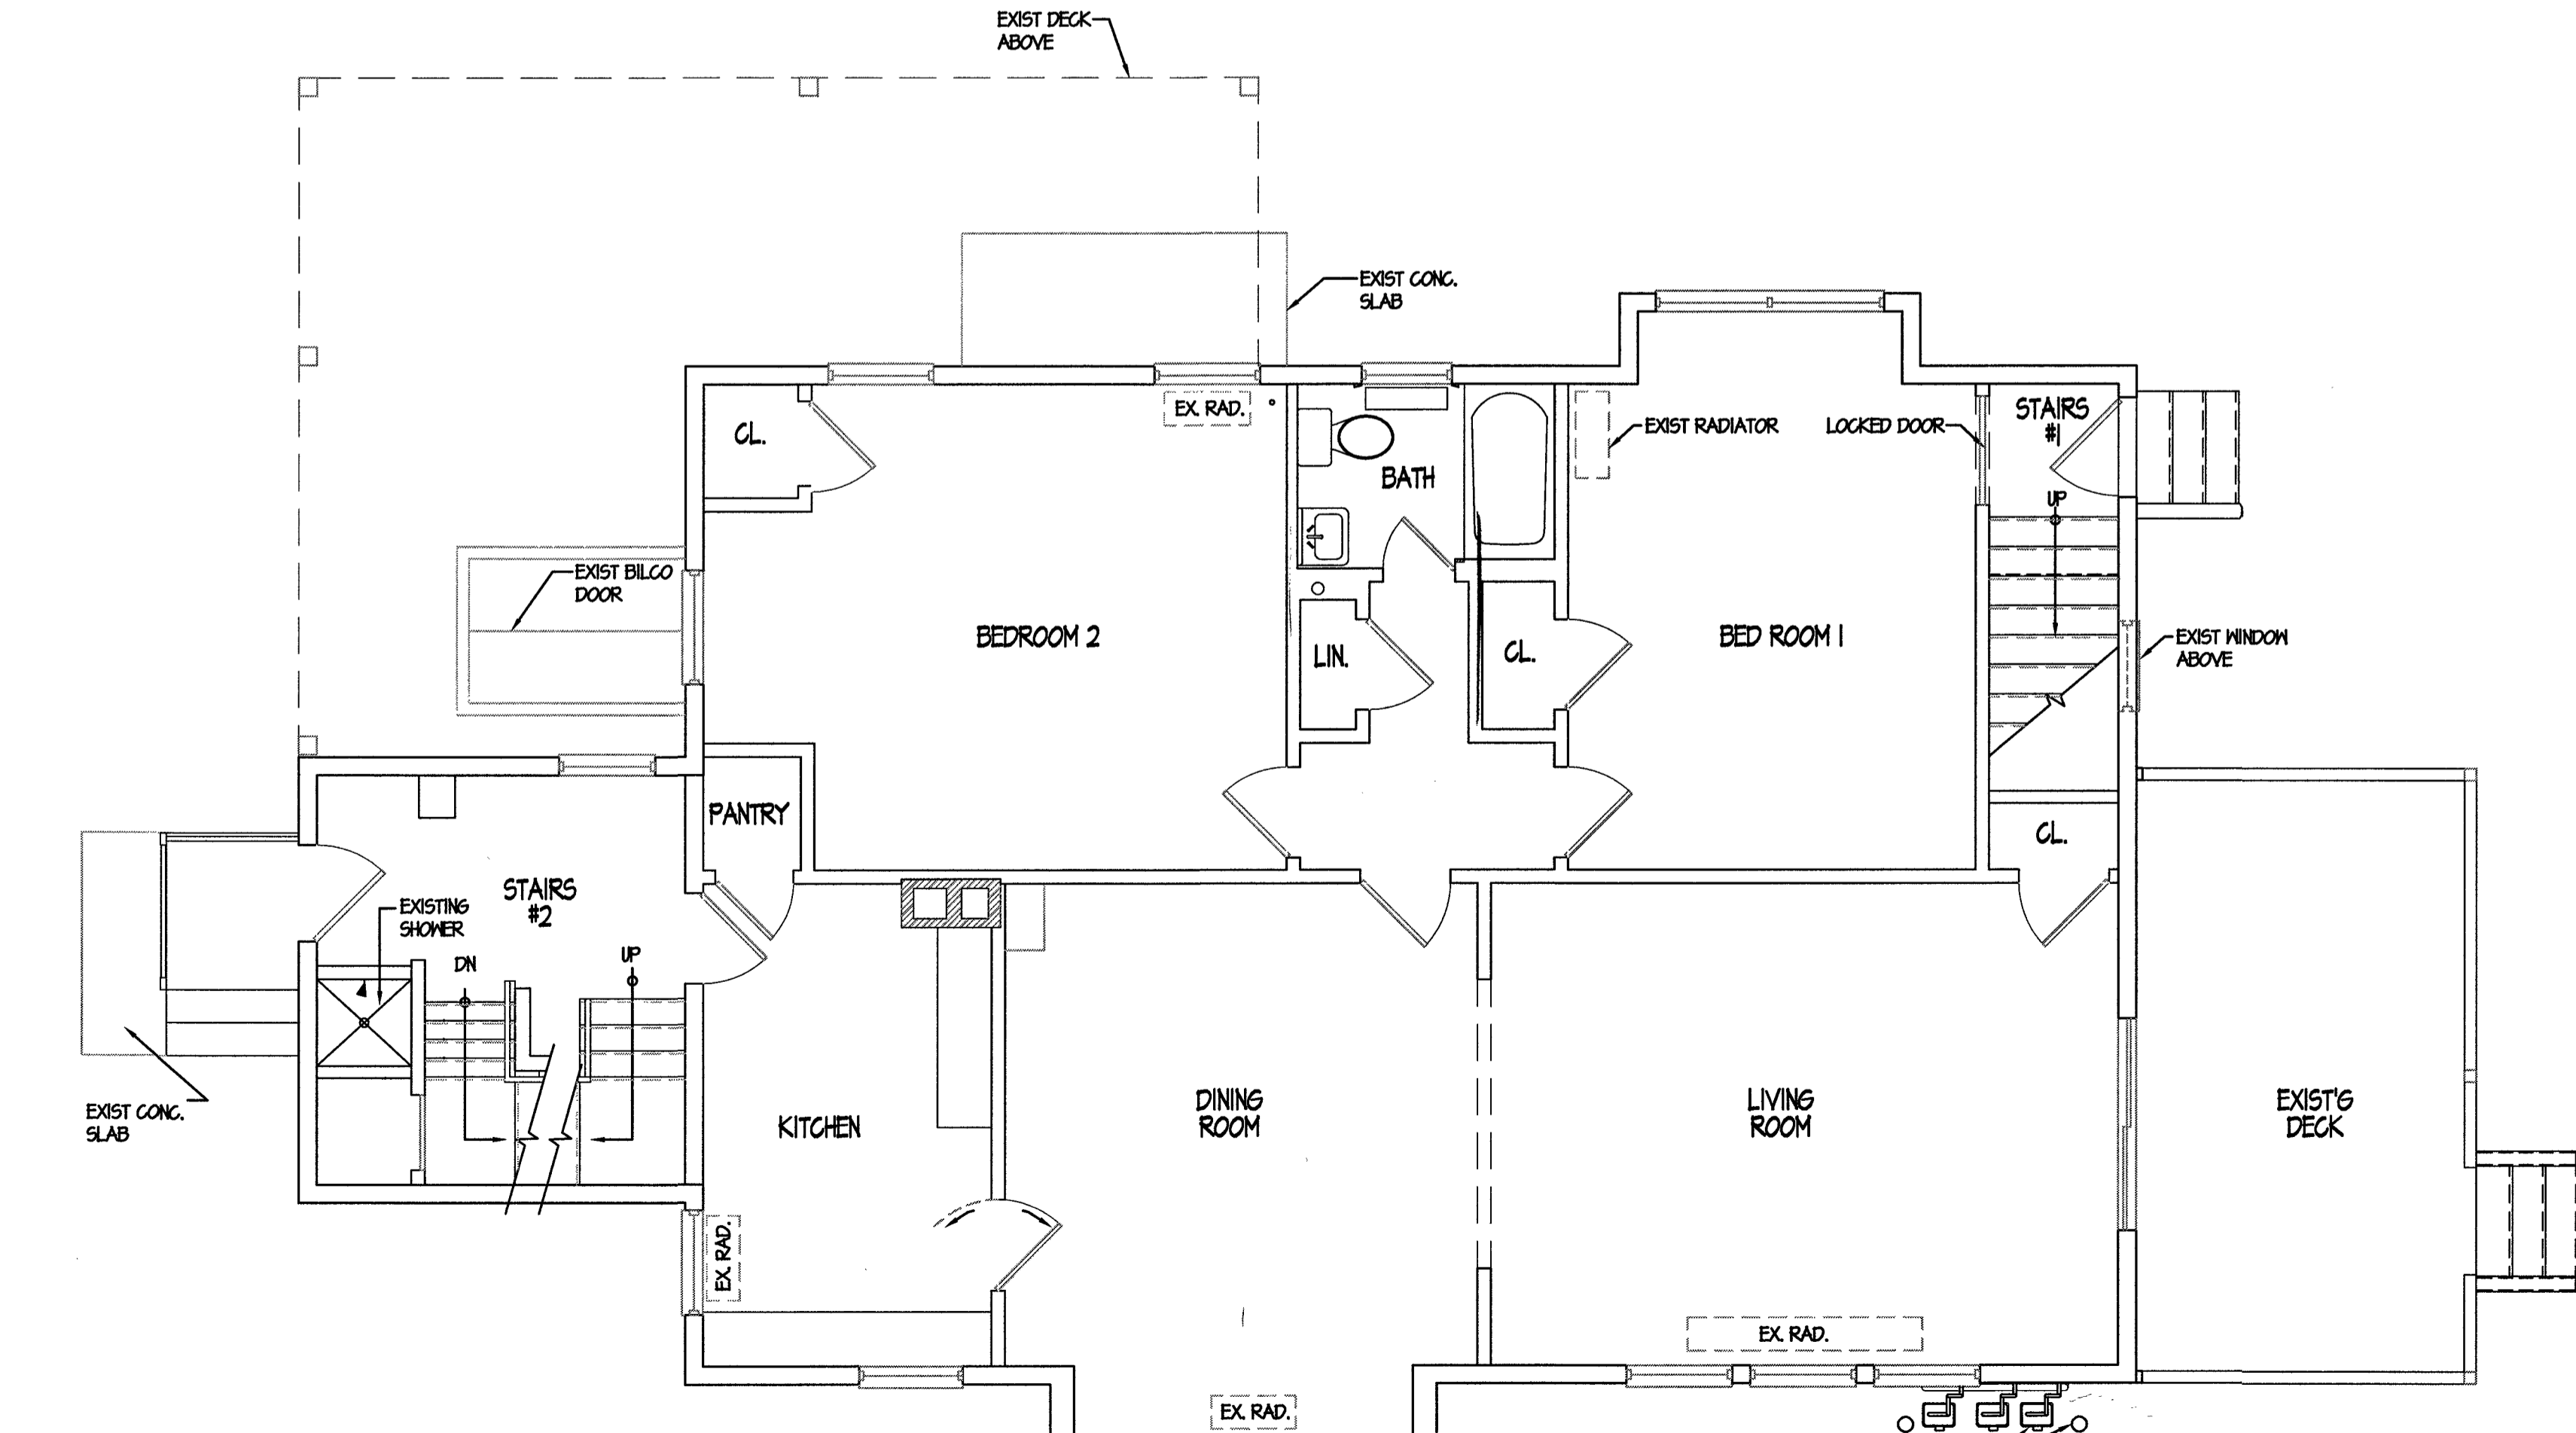 EXIST DECK
ABOVE
EXIST CONC.
SLAB
EX. RAD.
CL.
BATH
EXIST RADIATOR
LOCKED DOOR
STAIRS
#1
UP
EXIST BILCO
DOOR
BEDROOM 2
LIN.
CL.
BED ROOM 1
EXIST WINDOW
ABOVE
PANTRY
CL.
STAIRS
#2
EXISTING
SHOWER
DN
UP
EXIST CONC.
SLAB
KITCHEN
DINING
ROOM
LIVING
ROOM
EXIST'G
DECK
EX. RAD.
EX. RAD.
EX. RAD.